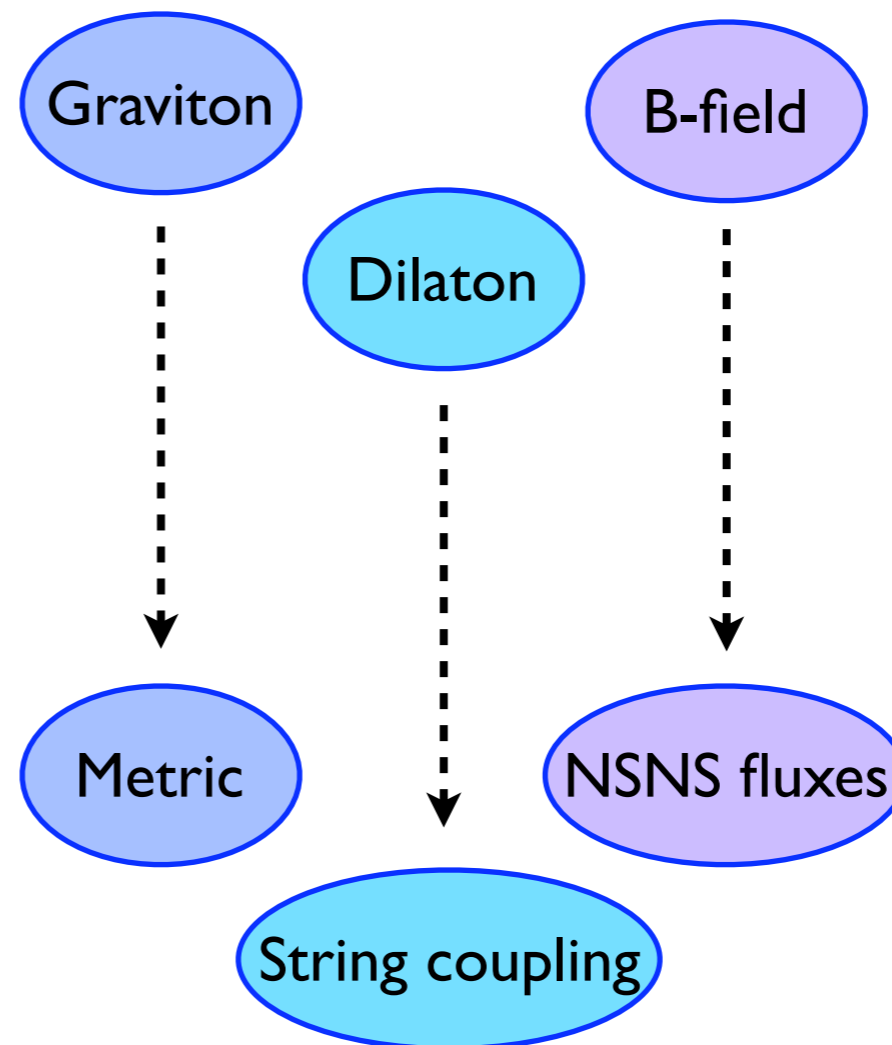 Graviton
B-field
Dilaton
Metric
NSNS fluxes
String coupling